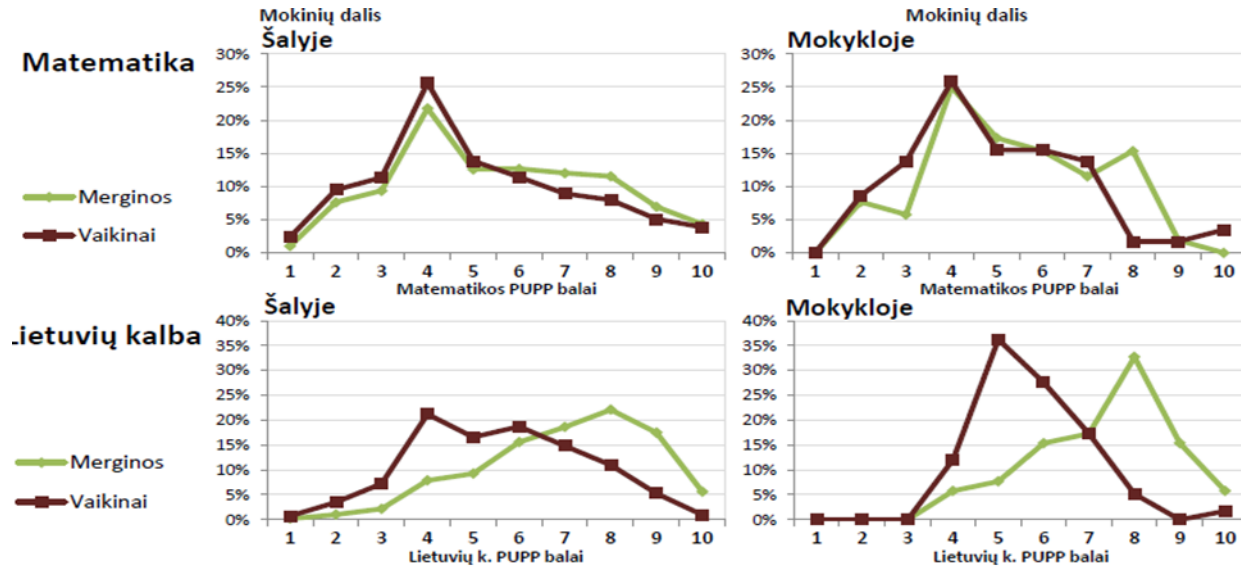 Mokinių dalis
Mokinių dalis
Matematika
Šalyje
Mokykloje
30%
25%
20%
15%
10%
5%
0%
1 2 3 4 5 6 7 8 9 10
Matematikos PUPP balai
30%
25%
20%
15%
10%
5%
0%
1 2 3 4 5 6 7 8 9 10
Matematikos PUPP balai
Merginos
Vaikinai
Lietuvių kalba
Šalyje
Mokykloje
40%
35%
30%
25%
20%
15%
10%
5%
0%
1 2 3 4 5 6 7 8 9 10
Lietuvių k. PUPP balai
40%
35%
30%
25%
20%
15%
10%
5%
0%
1 2 3 4 5 6 7 8 9 10
Lietuvių k. PUPP balai
Merginos
Vaikinai